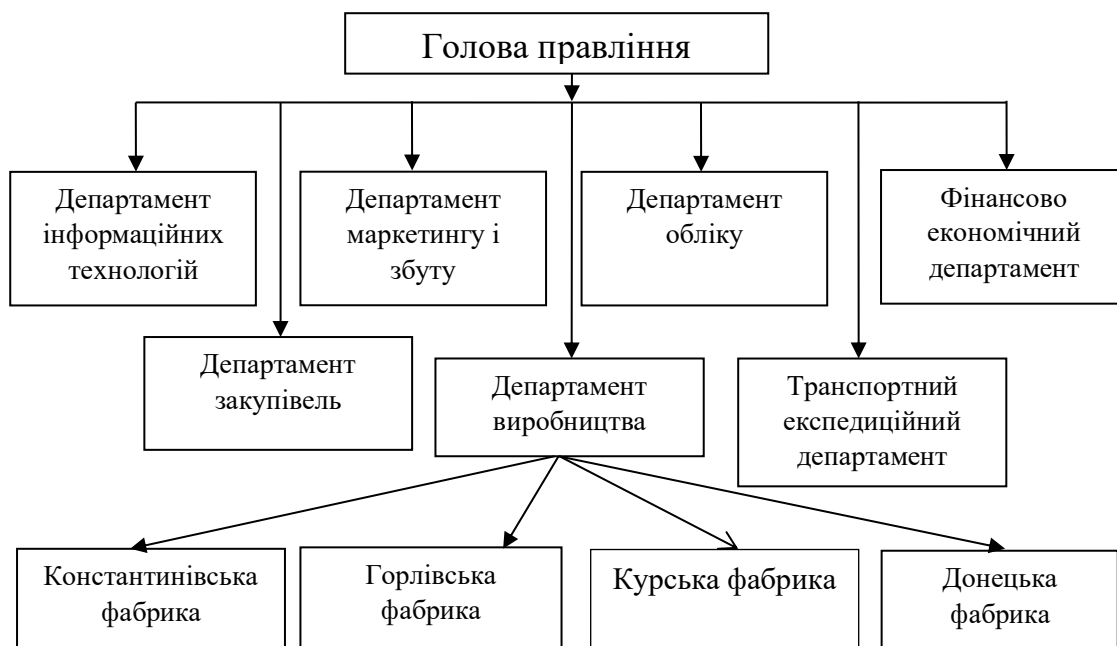 Голова правління
Департамент
інформаційних
технологій
Департамент
маркетингу і
збуту
Департамент
обліку
Фінансово
економічний
департамент
Департамент
закупівель
Департамент
виробництва
Транспортний
експедиційний
департамент
Константинівська
фабрика
Горлівська
фабрика
Курська фабрика
Донецька
фабрика